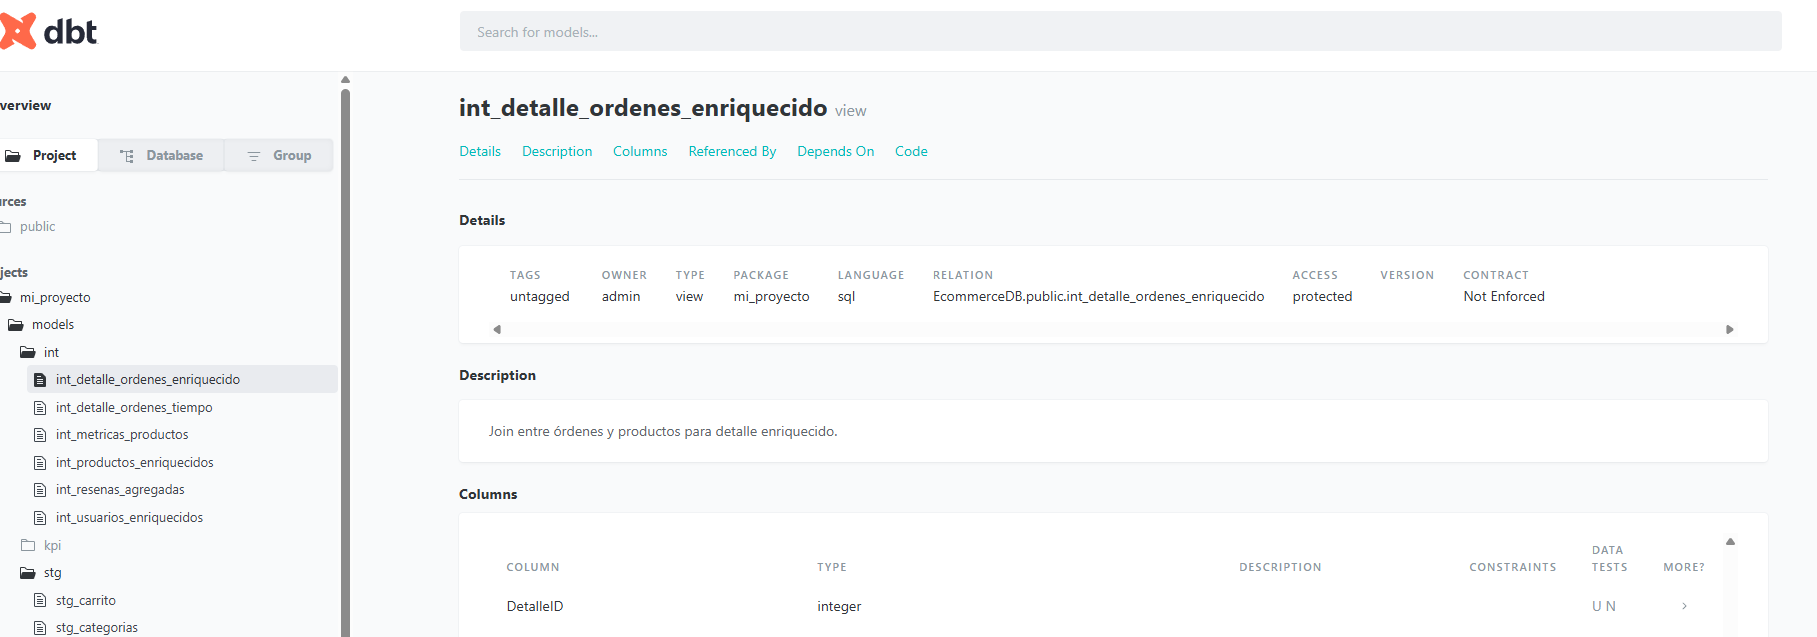 dbt
Search for models...
verview
Project Database Group
urces
public
jects
mi_proyecto
models
int
int_detalle_ordenes_enriquecido
int_detalle_ordenes_tiempo
int_metricas_productos
int_productos_enriquecidos
int_resenas_agregadas
int_usuarios_enriquecidos
kpi
stg
stg_carrito
stg_categorias
int_detalle_ordenes_enriquecido view
Details Description Columns Referenced By Depends On Code
Details
TAGS OWNER TYPE PACKAGE LANGUAGE RELATION ACCESS VERSION CONTRACT
untagged admin view mi_proyecto sql EcommerceDB.public.int_detalle_ordenes_enriquecido protected Not Enforced
Description
Join entre órdenes y productos para detalle enriquecido.
Columns
COLUMN TYPE DESCRIPTION CONSTRAINTS DATA TESTS MORE?
DetalleID integer U N